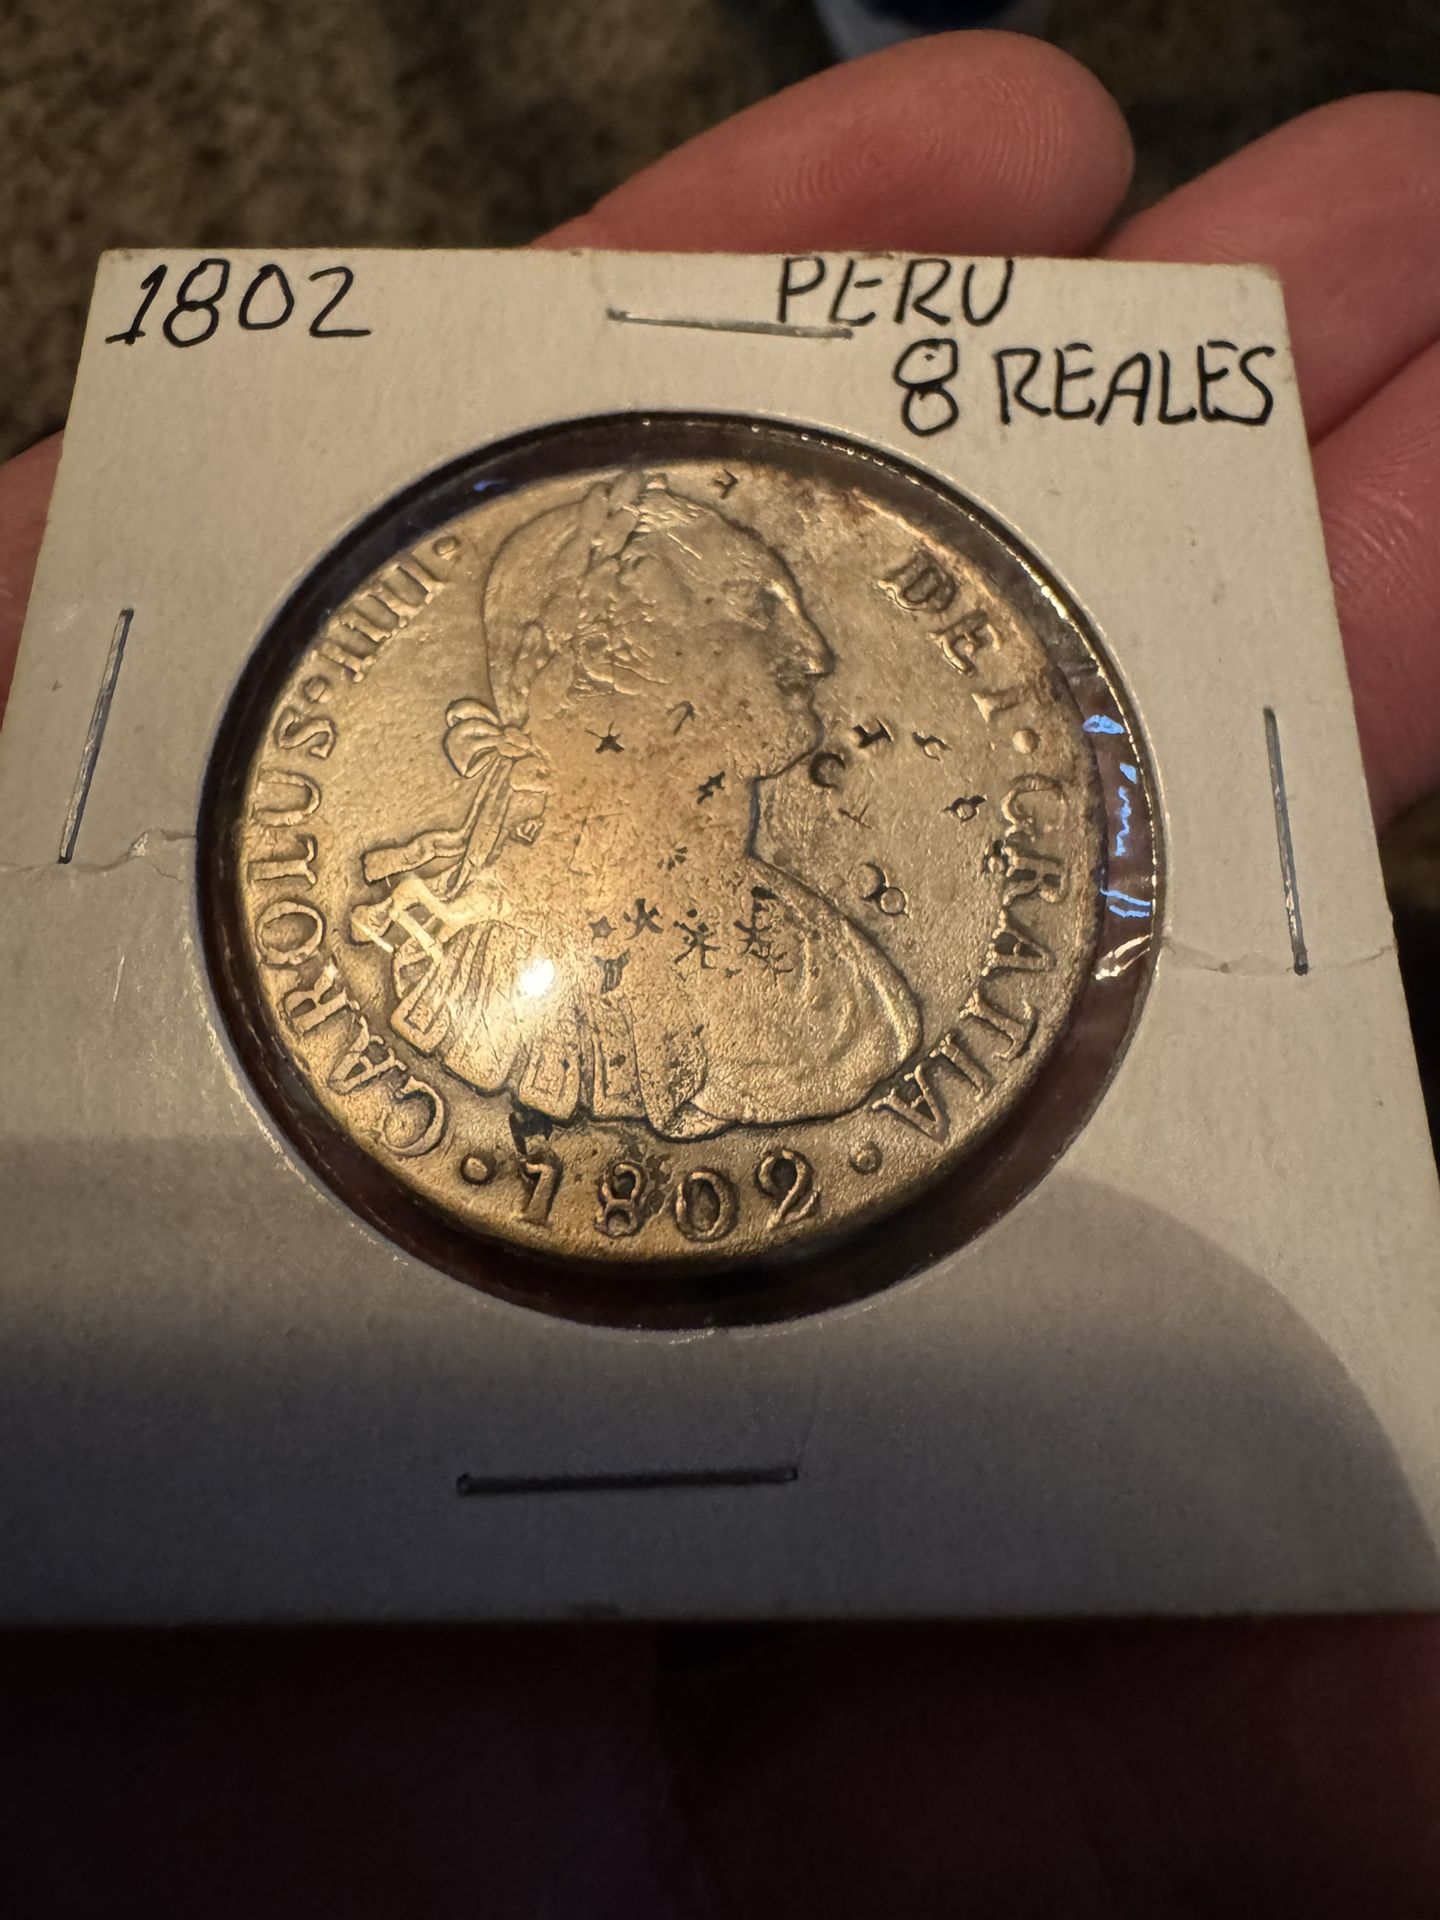 1802
PERU
8 REALES
CAROLUS·IIII·
DEI·GRATIA·
·1802·